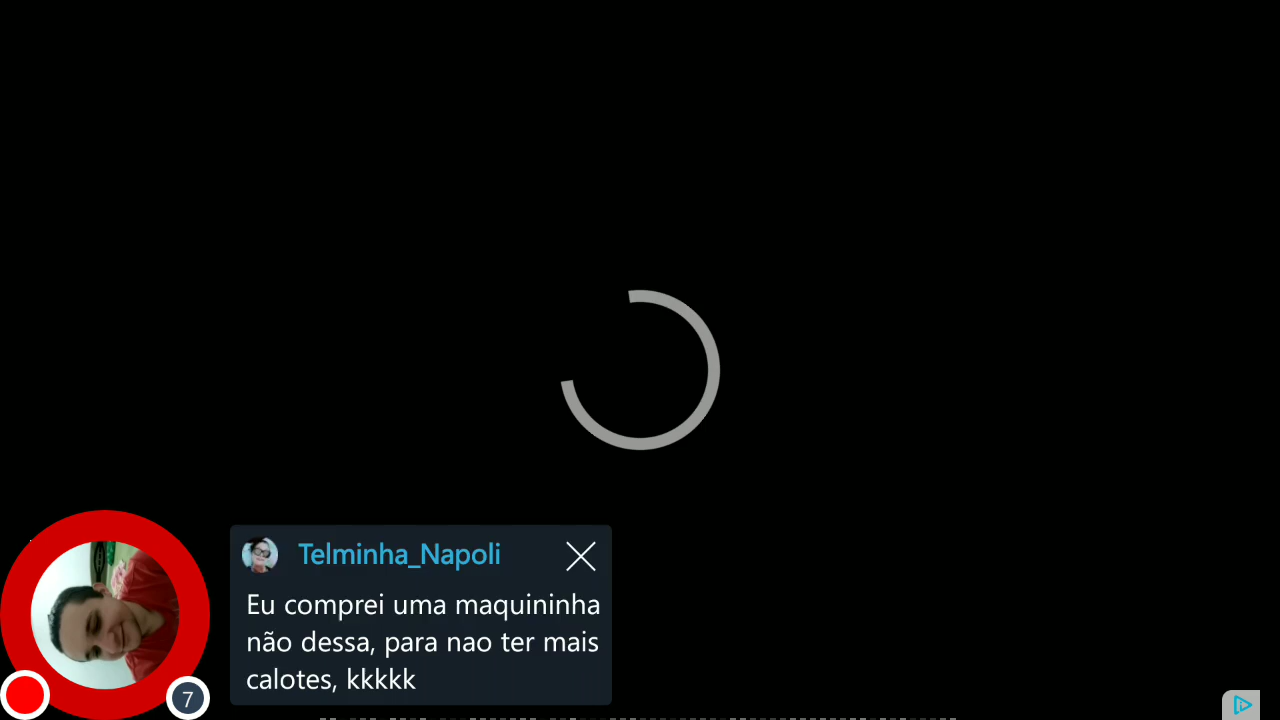 Telminha_Napoli
Eu comprei uma maquininha
não dessa, para nao ter mais
calotes, kkkkk
7